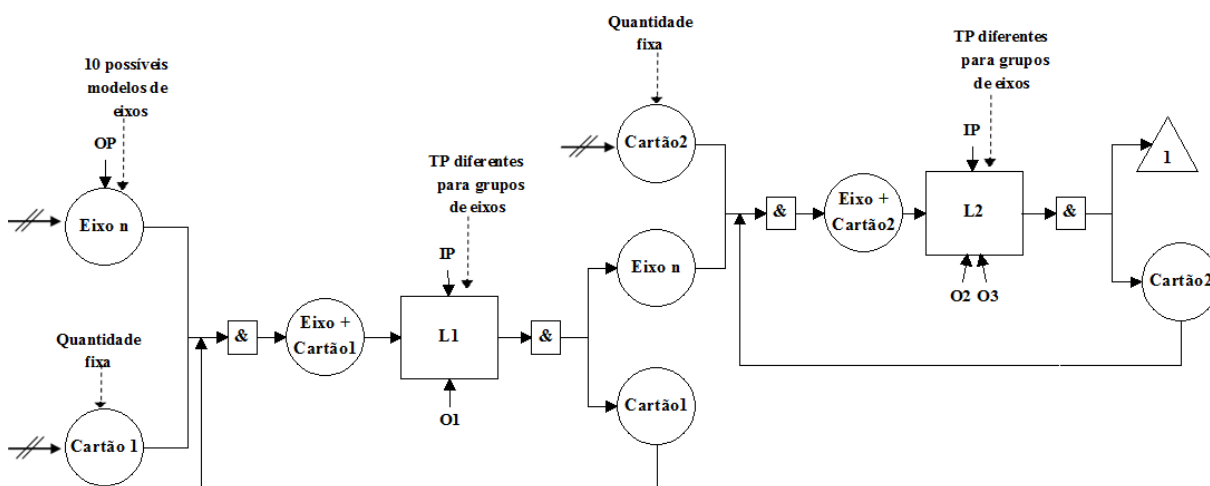 10 possíveis
modelos de
eixos
OP
Eixo n
Quantidade
fixa
Cartão 1
&
Eixo +
Cartão1
TP diferentes
para grupos
de eixos
IP
L1
O1
&
Quantidade
fixa
Cartão2
Eixo n
Cartão1
&
Eixo +
Cartão2
TP diferentes
para grupos
de eixos
IP
L2
O2 O3
&
1
Cartão2